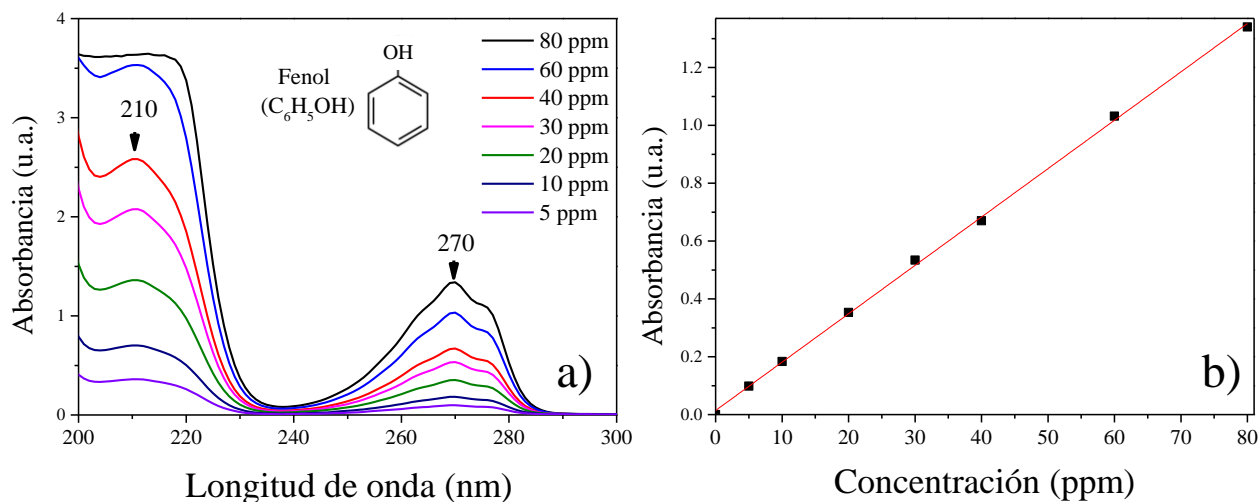 Absorbancia (u.a.)
4
3
2
1
0
200
220
240
260
280
300
Longitud de onda (nm)
210
270
Fenol
(C₆H₅OH)
OH
80 ppm
60 ppm
40 ppm
30 ppm
20 ppm
10 ppm
5 ppm
a)
Absorbancia (u.a.)
1.2
1.0
0.8
0.6
0.4
0.2
0.0
0
10
20
30
40
50
60
70
80
Concentración (ppm)
b)